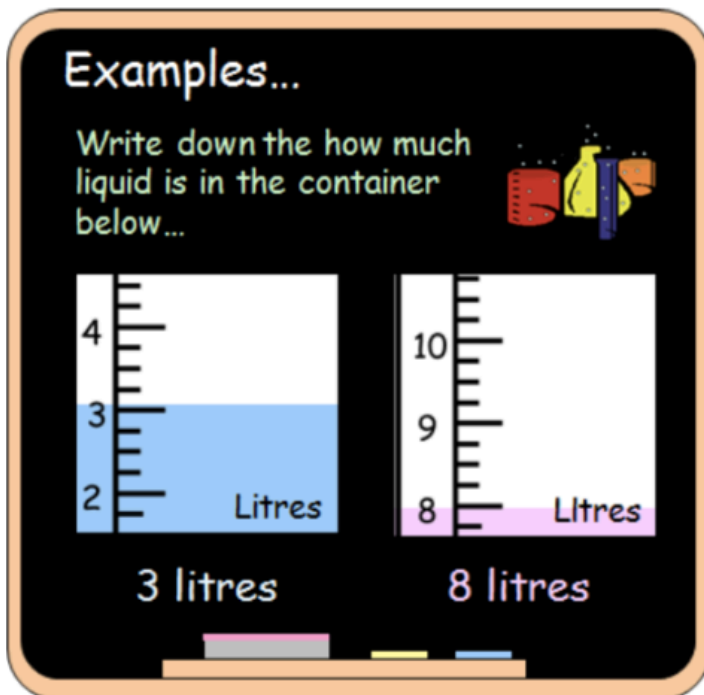 Examples...
Write down the how much
liquid is in the container
below...
4
3
2
Litres
10
9
8
LItres
3 litres
8 litres